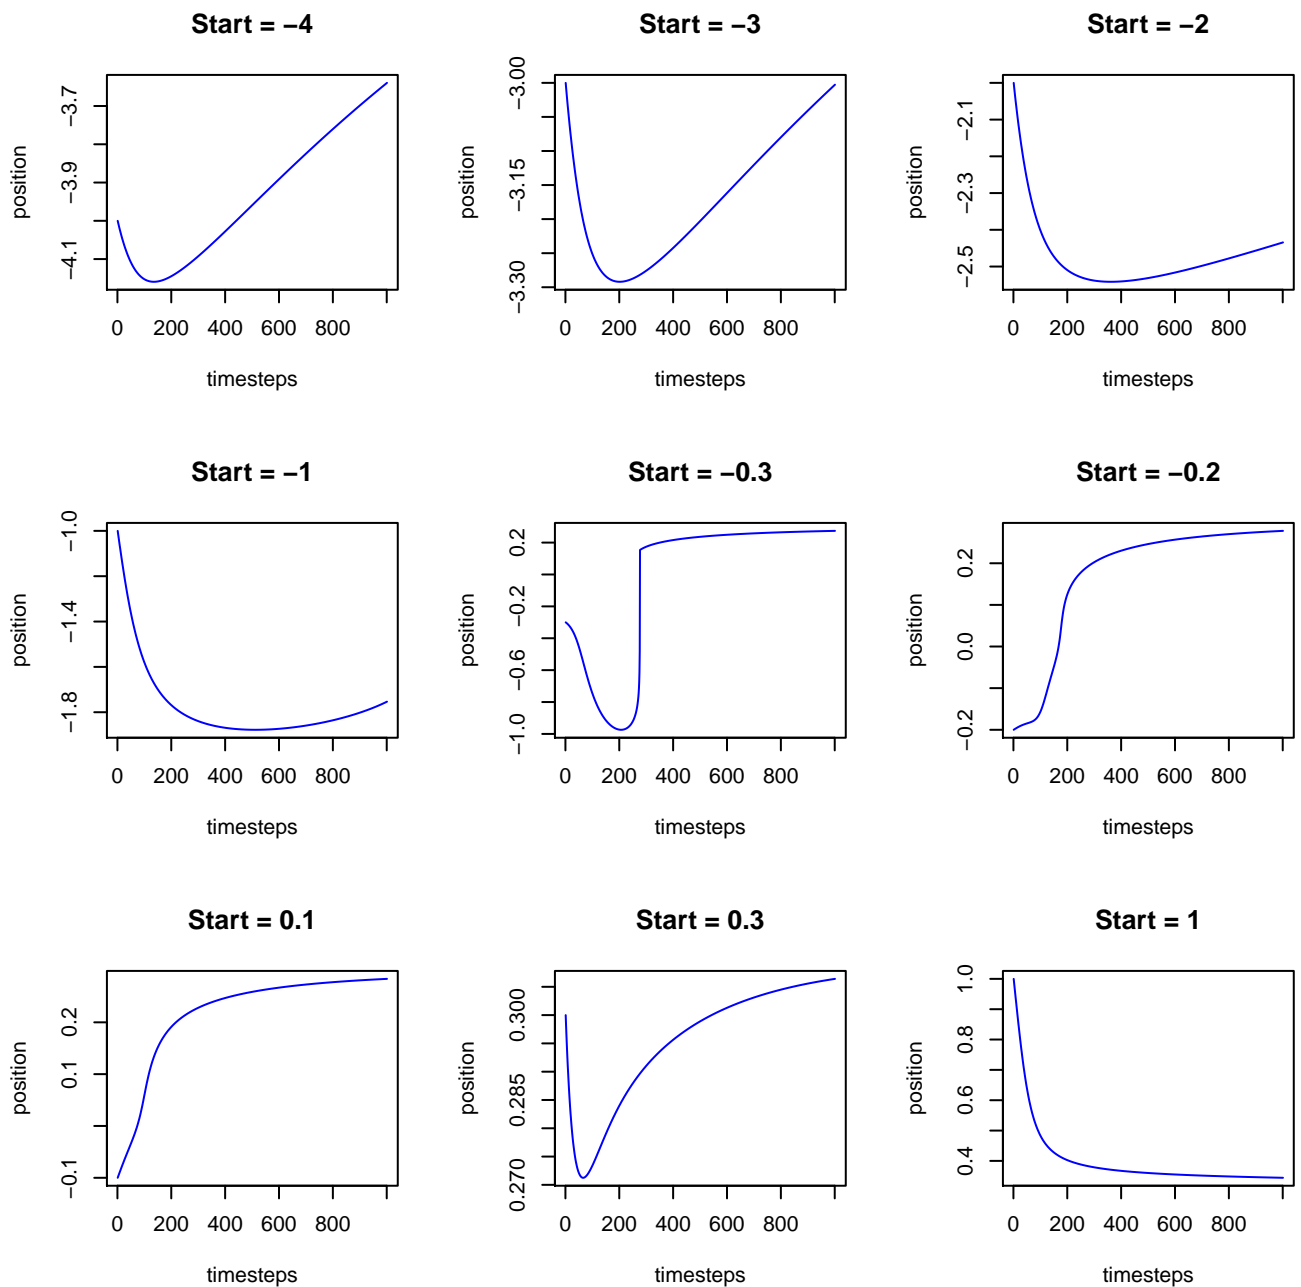 Start = −4
Start = −3
Start = −2
position
−4.1 −3.9 −3.7
0 200 400 600 800
timesteps
position
−3.30 −3.15 −3.00
0 200 400 600 800
timesteps
position
−2.5 −2.3 −2.1
0 200 400 600 800
timesteps
Start = −1
Start = −0.3
Start = −0.2
position
−1.8 −1.4 −1.0
0 200 400 600 800
timesteps
position
−1.0 −0.6 −0.2 0.2
0 200 400 600 800
timesteps
position
−0.2 0.0 0.2
0 200 400 600 800
timesteps
Start = 0.1
Start = 0.3
Start = 1
position
−0.1 0.1 0.2
0 200 400 600 800
timesteps
position
0.270 0.285 0.300
0 200 400 600 800
timesteps
position
0.4 0.6 0.8 1.0
0 200 400 600 800
timesteps